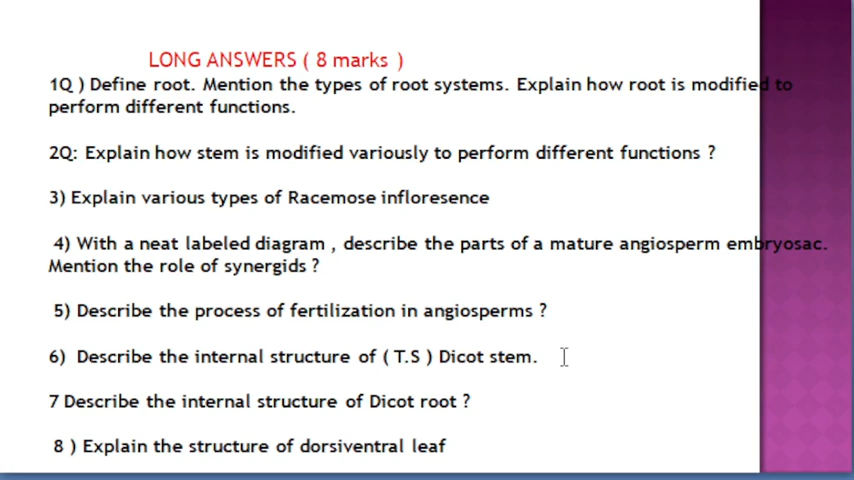 LONG ANSWERS ( 8 marks )
1Q ) Define root. Mention the types of root systems. Explain how root is modified to
perform different functions.
2Q: Explain how stem is modified variously to perform different functions ?
3) Explain various types of Racemose infloresence
4) With a neat labeled diagram , describe the parts of a mature angiosperm embryosac.
Mention the role of synergids ?
5) Describe the process of fertilization in angiosperms ?
6) Describe the internal structure of ( T.S ) Dicot stem.
7 Describe the internal structure of Dicot root ?
8 ) Explain the structure of dorsiventral leaf